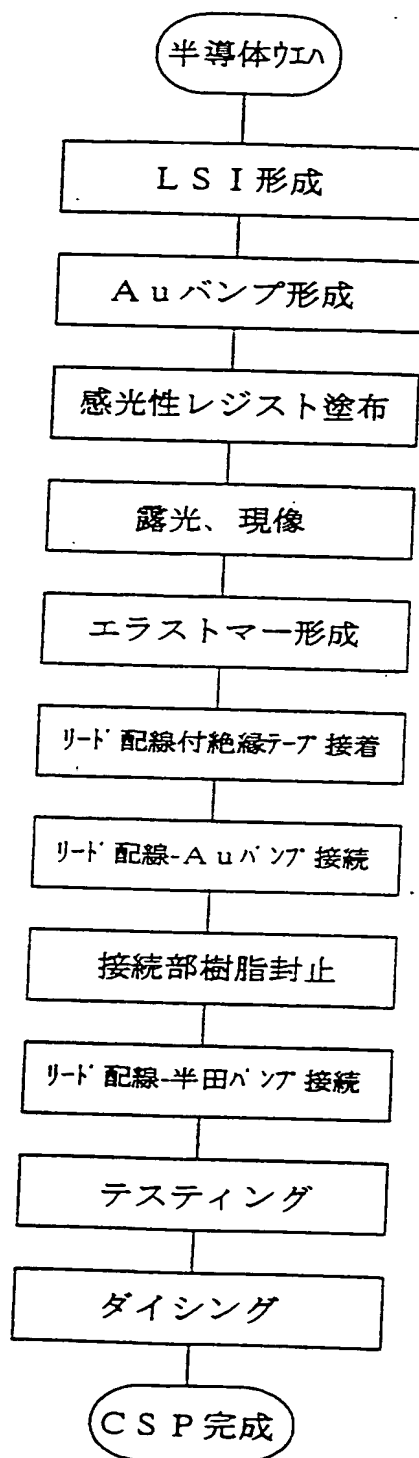 半導体ｳｴﾊ
ＬＳＩ形成
Ａｕバンプ形成
感光性レジスト塗布
露光、現像
エラストマー形成
ﾘｰﾄﾞ配線付絶縁ﾃｰﾌﾟ接着
ﾘｰﾄﾞ配線-Ａｕﾊﾞﾝﾌﾟ接続
接続部樹脂封止
ﾘｰﾄﾞ配線-半田ﾊﾞﾝﾌﾟ接続
テスティング
ダイシング
ＣＳＰ完成